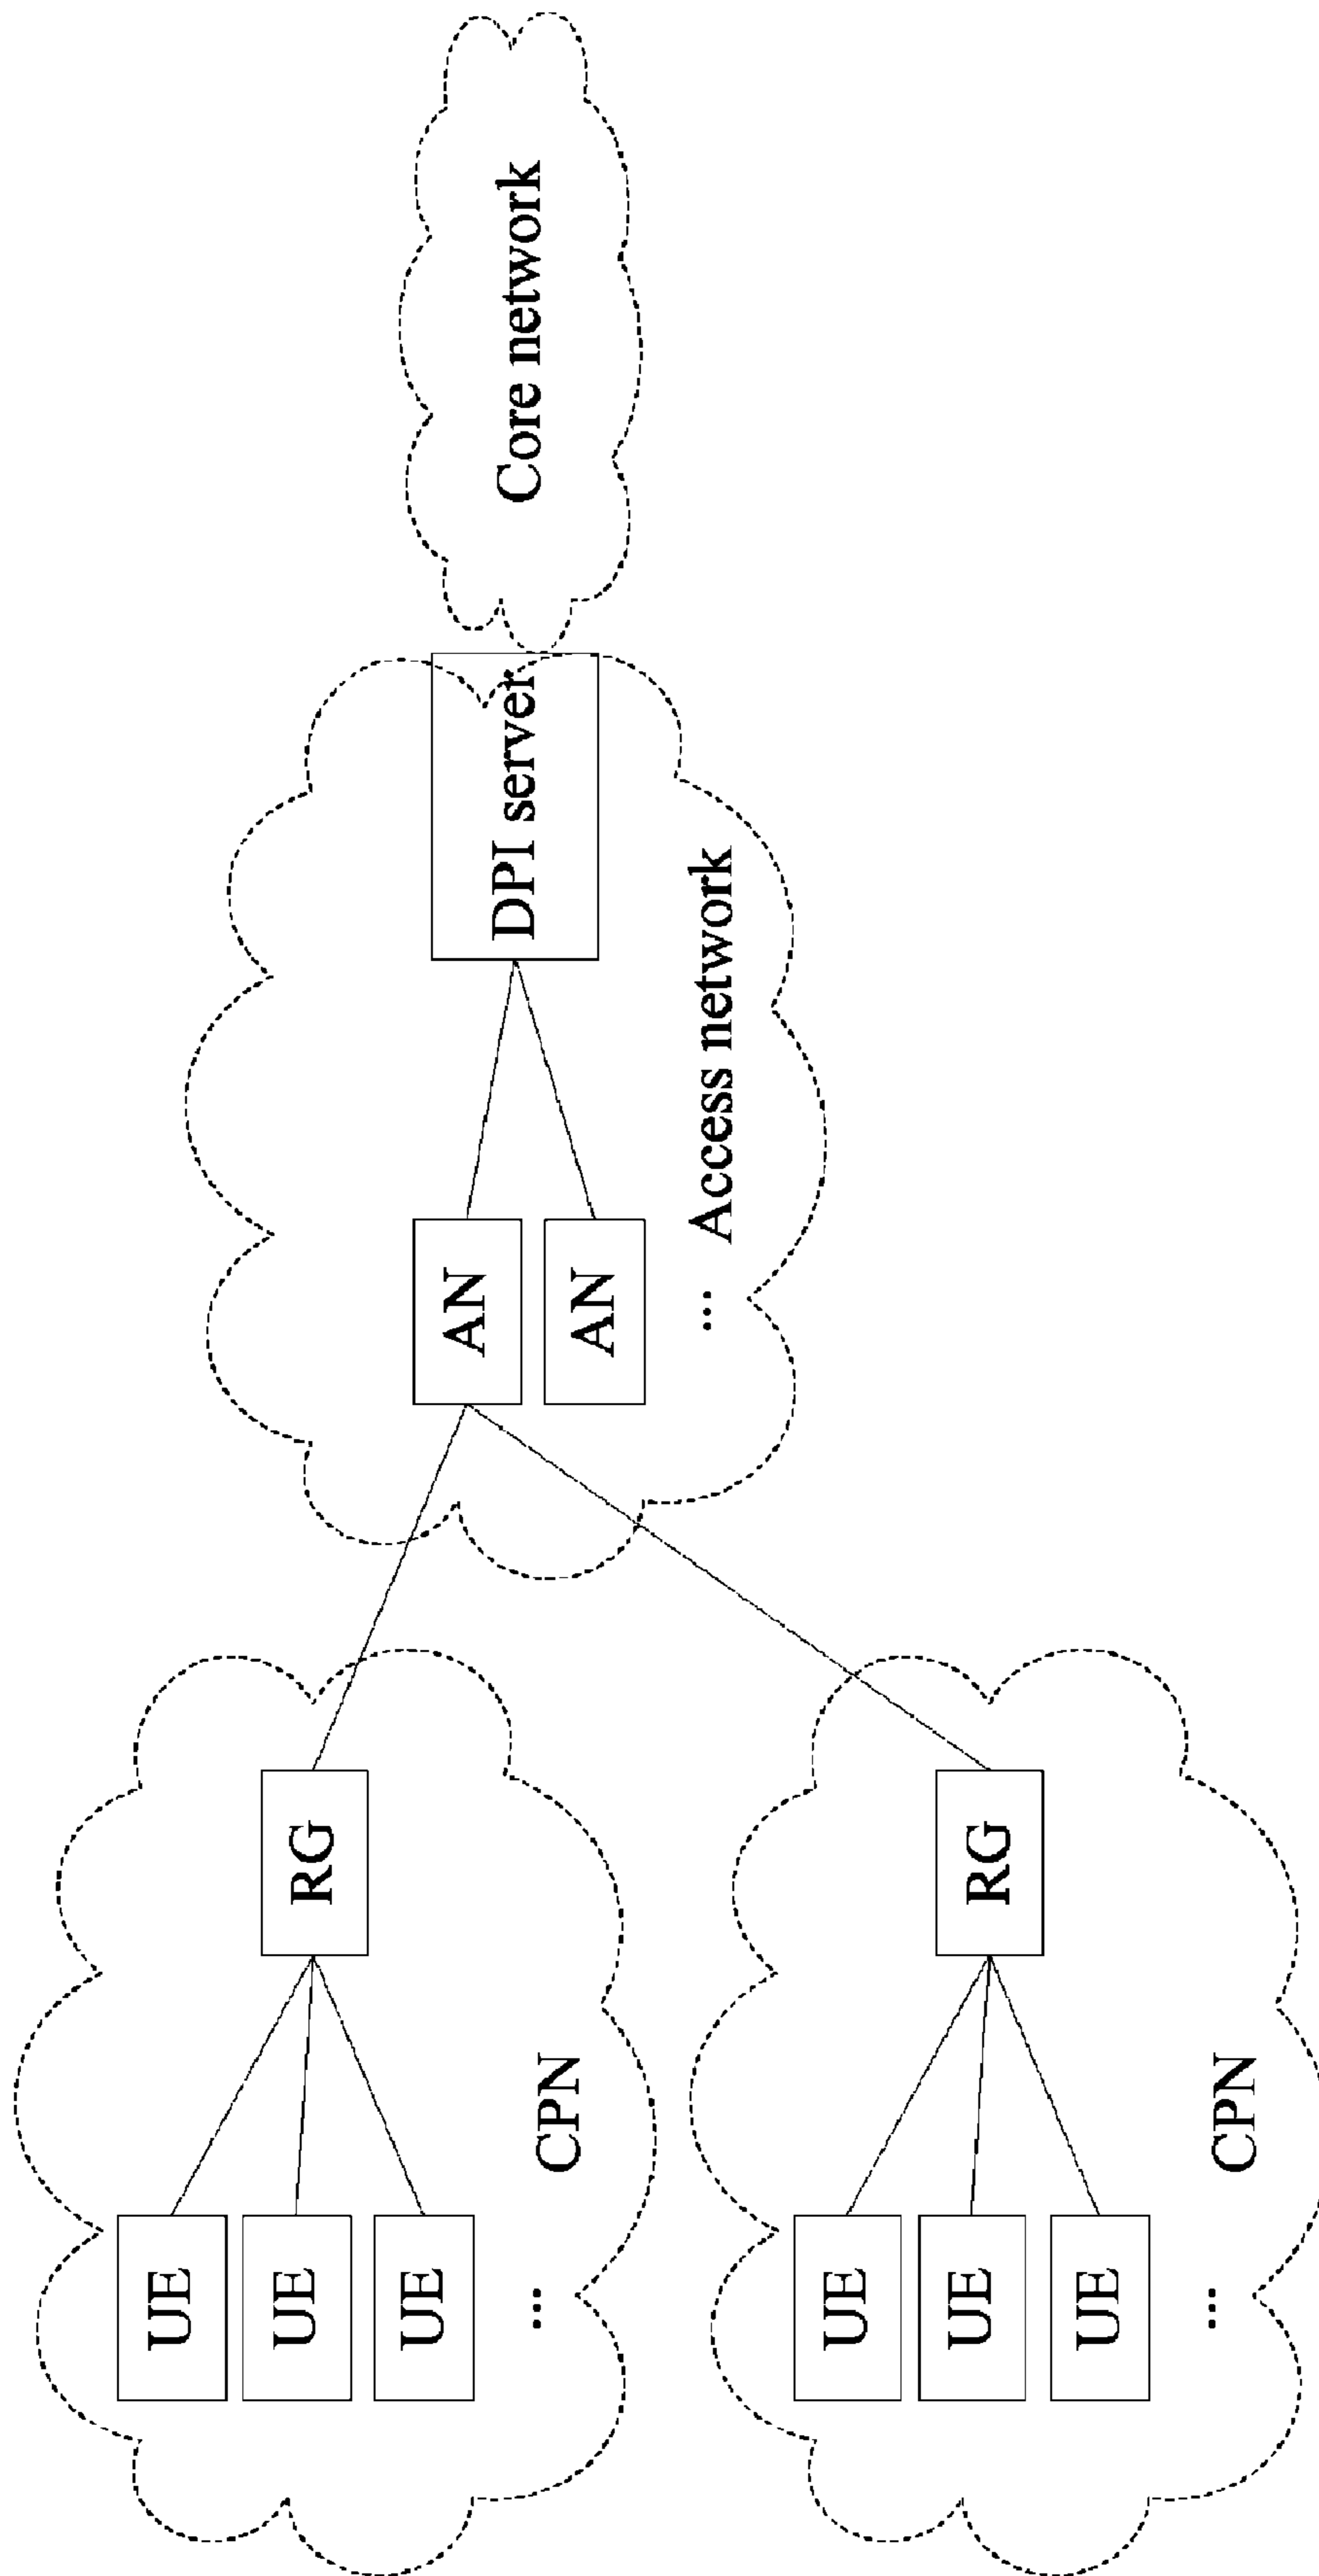 UE
UE
UE
...
CPN
RG
UE
UE
UE
...
CPN
RG
AN
AN
...
Access network
DPI server
Core network